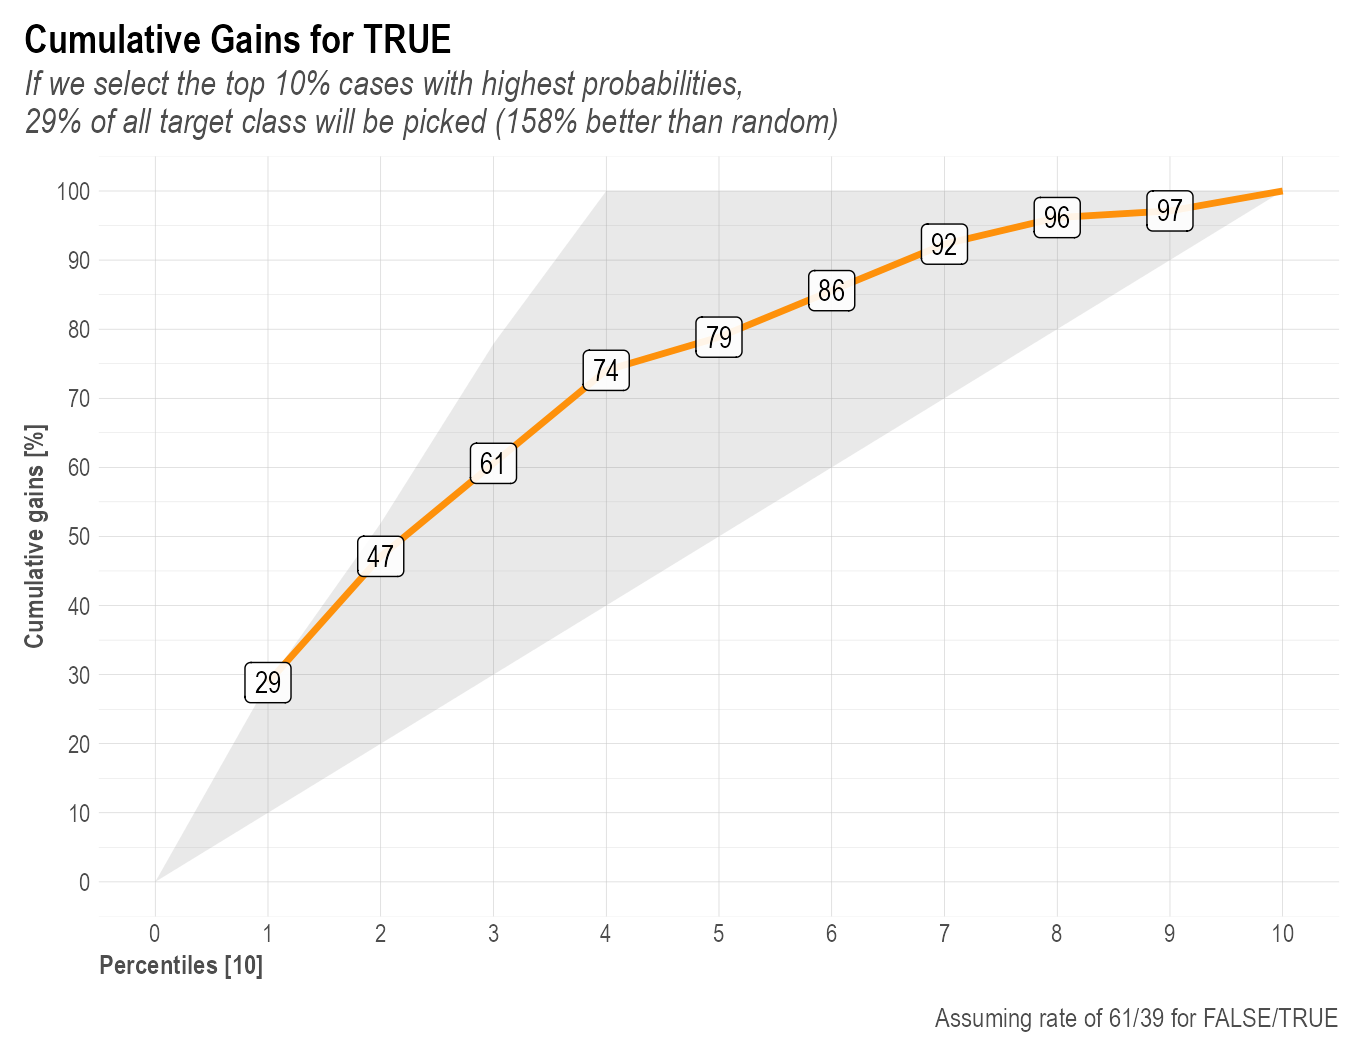 Cumulative Gains for TRUE
If we select the top 10% cases with highest probabilities,
29% of all target class will be picked (158% better than random)
Cumulative gains [%]
100
90
80
70
60
50
40
30
20
10
0
29
47
61
74
79
86
92
96
97
0 1 2 3 4 5 6 7 8 9 10
Percentiles [10]
Assuming rate of 61/39 for FALSE/TRUE